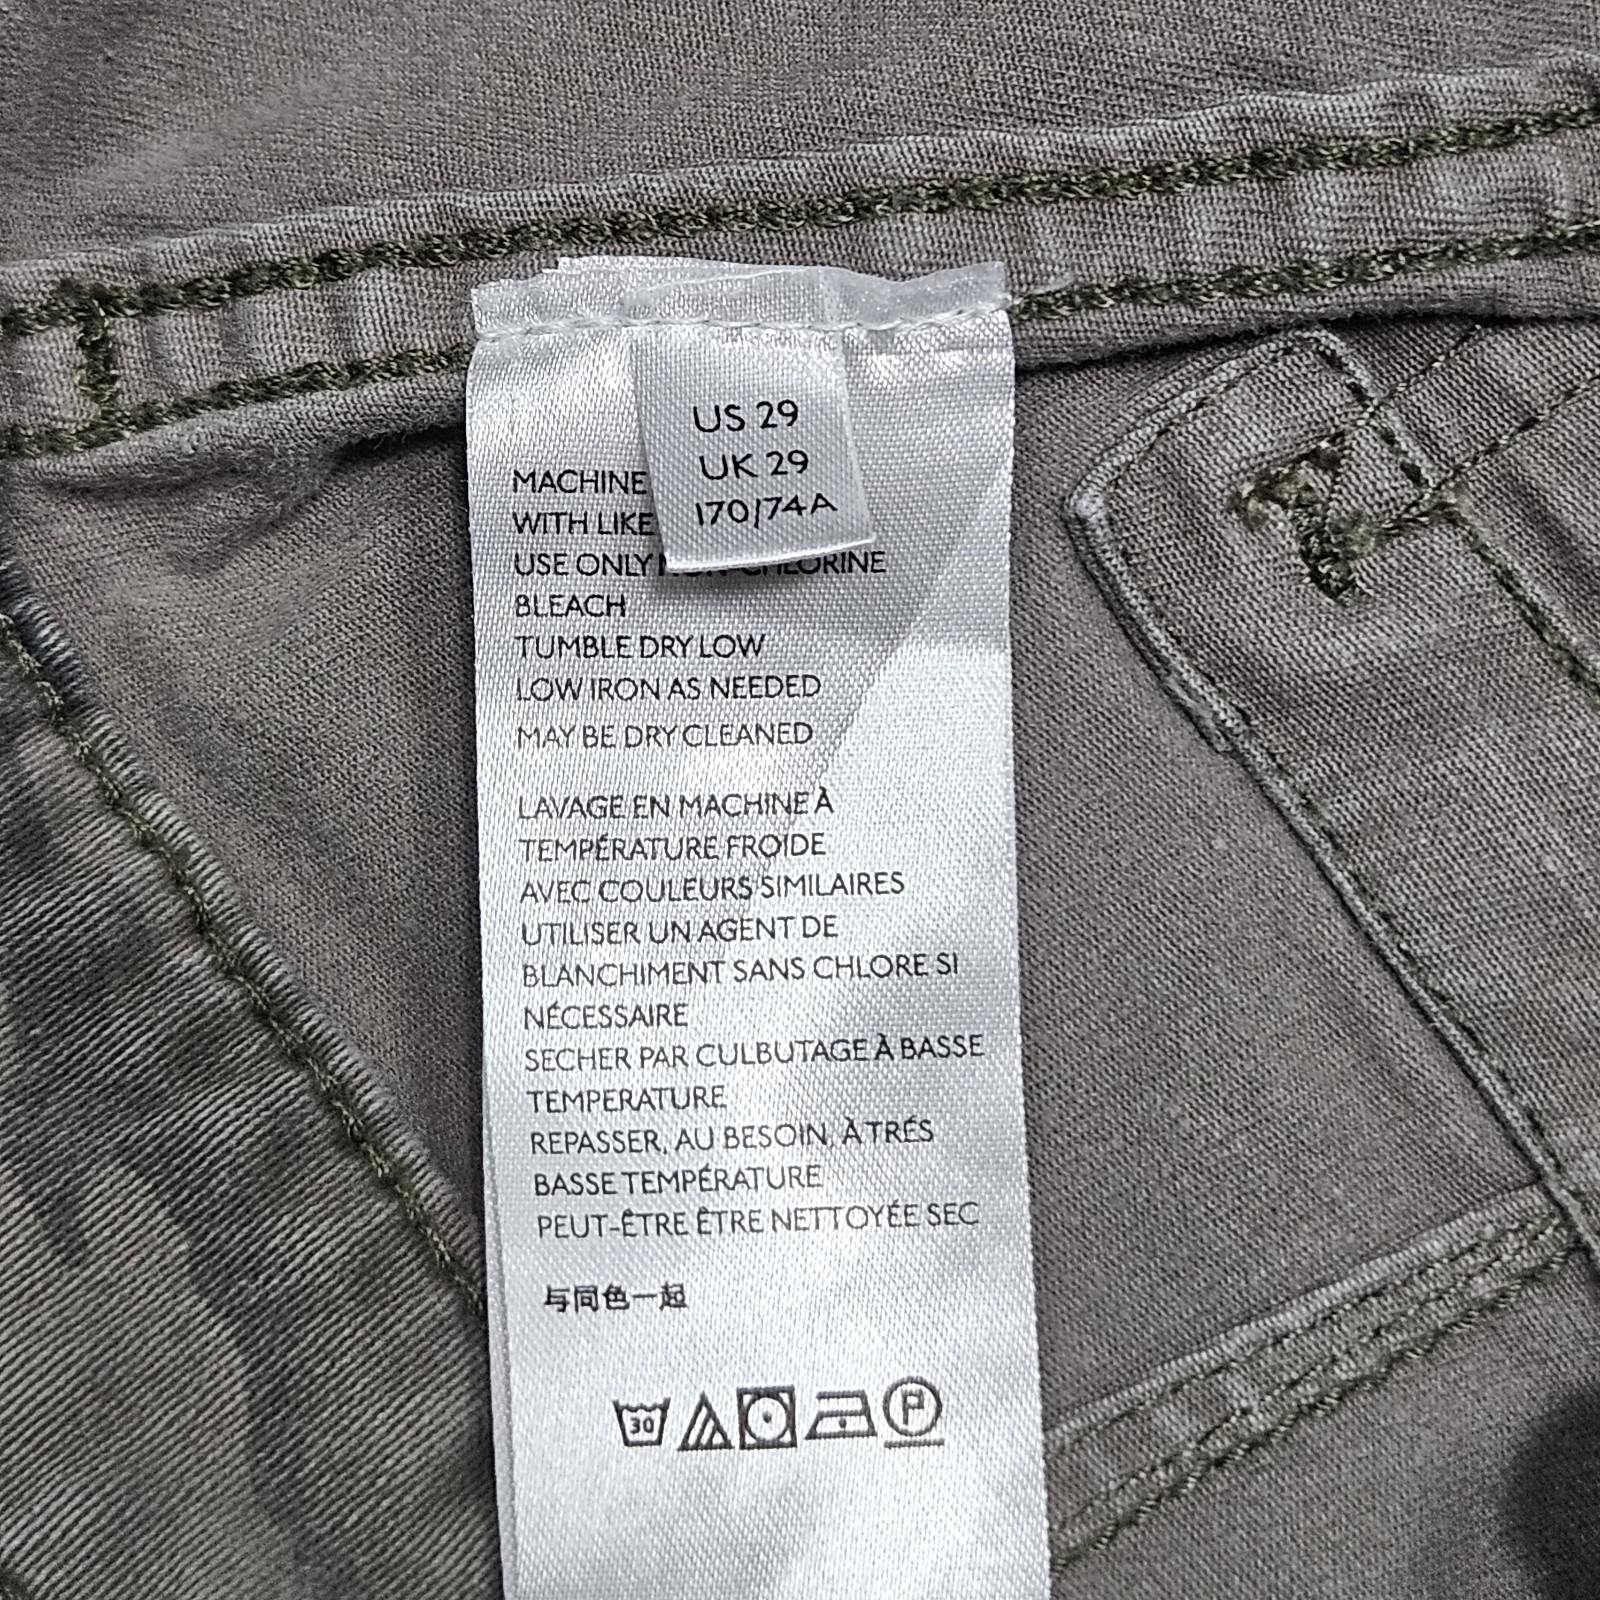 US 29
UK 29
170/74A
MACHINE
WITH LIKE
USE ONLY NON-CHLORINE
BLEACH
TUMBLE DRY LOW
LOW IRON AS NEEDED
MAY BE DRY CLEANED
LAVAGE EN MACHINE À
TEMPÉRATURE FROIDE
AVEC COULEURS SIMILAIRES
UTILISER UN AGENT DE
BLANCHIMENT SANS CHLORE SI
NÉCESSAIRE
SECHER PAR CULBUTAGE À BASSE
TEMPERATURE
REPASSER, AU BESOIN, À TRÉS
BASSE TEMPÉRATURE
PEUT-ÊTRE ÊTRE NETTOYÉE SEC
与同色一起
30 P